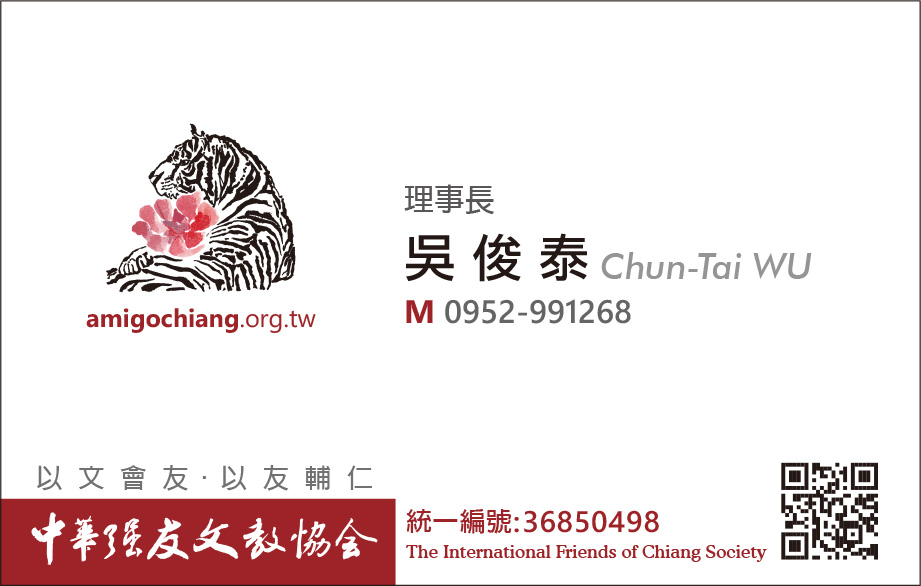 amigochiang.org.tw
理事長
吳俊泰 Chun-Tai WU
M 0952-991268
以文會友·以友輔仁
中華強友文教協会
統一編號:36850498
The International Friends of Chiang Society